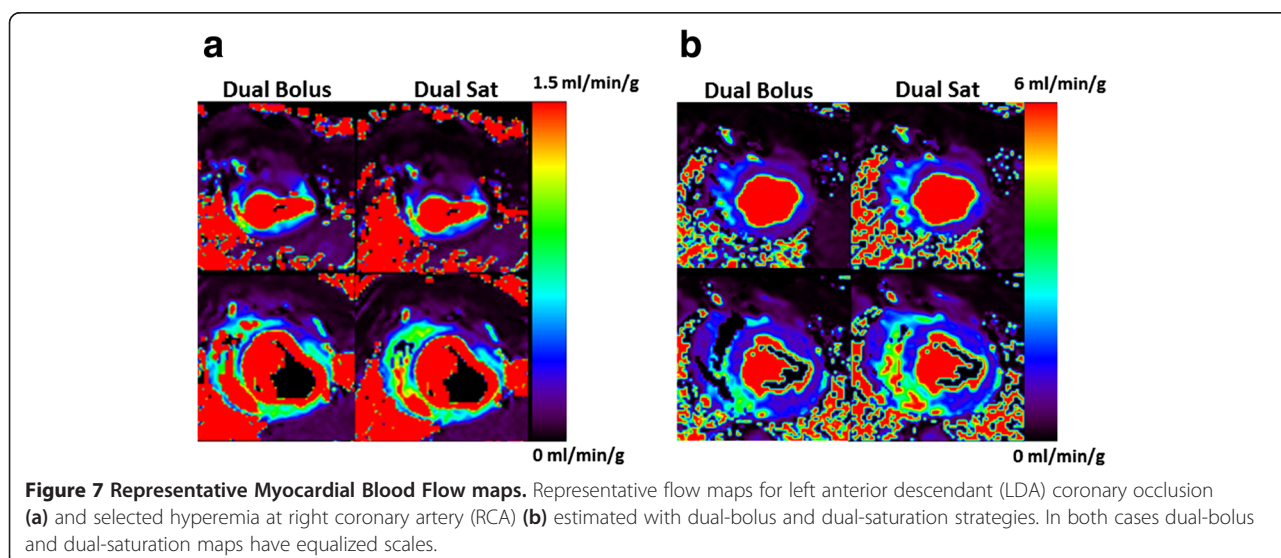 a
b
Dual Bolus Dual Sat 1.5 ml/min/g
Dual Bolus Dual Sat 6 ml/min/g
0 ml/min/g
0 ml/min/g
Figure 7 Representative Myocardial Blood Flow maps. Representative flow maps for left anterior descendant (LDA) coronary occlusion
(a) and selected hyperemia at right coronary artery (RCA) (b) estimated with dual-bolus and dual-saturation strategies. In both cases dual-bolus
and dual-saturation maps have equalized scales.